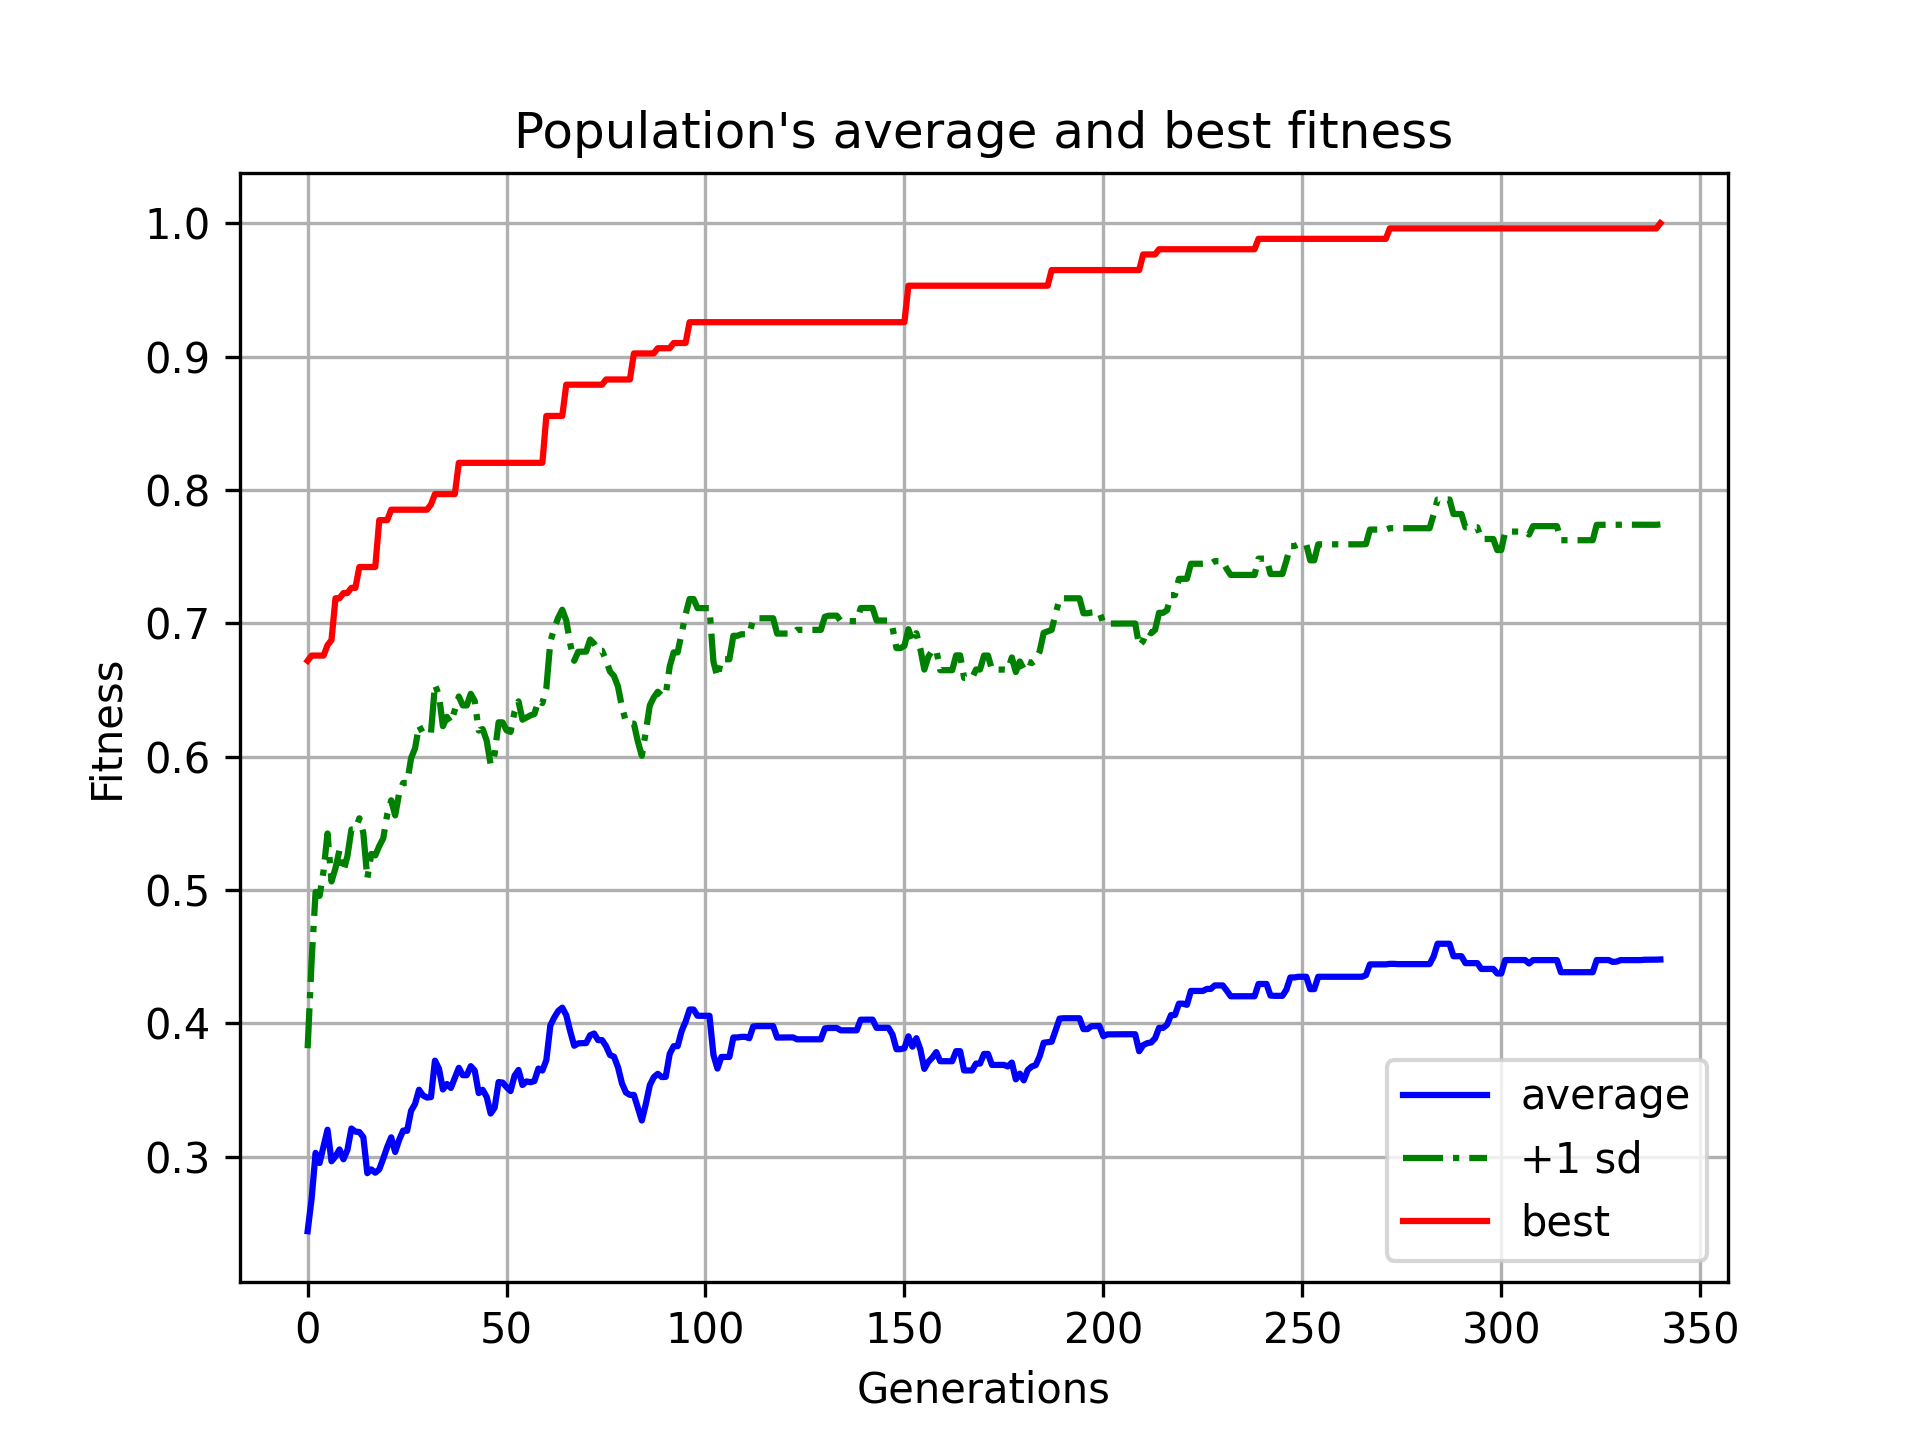 Population's average and best fitness
1.0
0.9
0.8
0.7
0.6
0.5
0.4
0.3
Fitness
average
+1 sd
best
0 50 100 150 200 250 300 350
Generations